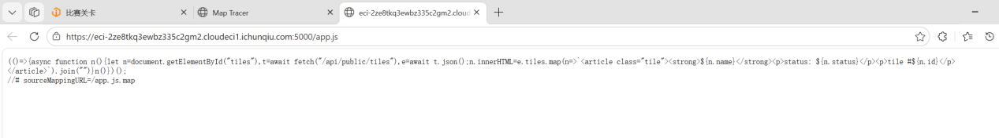 比赛关卡
Map Tracer
eci-2ze8tkq3ewbz335c2gm2.cloud
https://eci-2ze8tkq3ewbz335c2gm2.cloudeci1.ichunqiu.com:5000/app.js
(()=>{async function n(){let n=document.getElementById("tiles"),t=await fetch("/api/public/tiles"),e=await t.json();n.innerHTML=e.tiles.map(n=>`<article class="tile"><strong>${n.name}</strong><p>status: ${n.status}</p><p>tile #${n.id}</p>
</article>`).join("")}n()})();
//# sourceMappingURL=/app.js.map